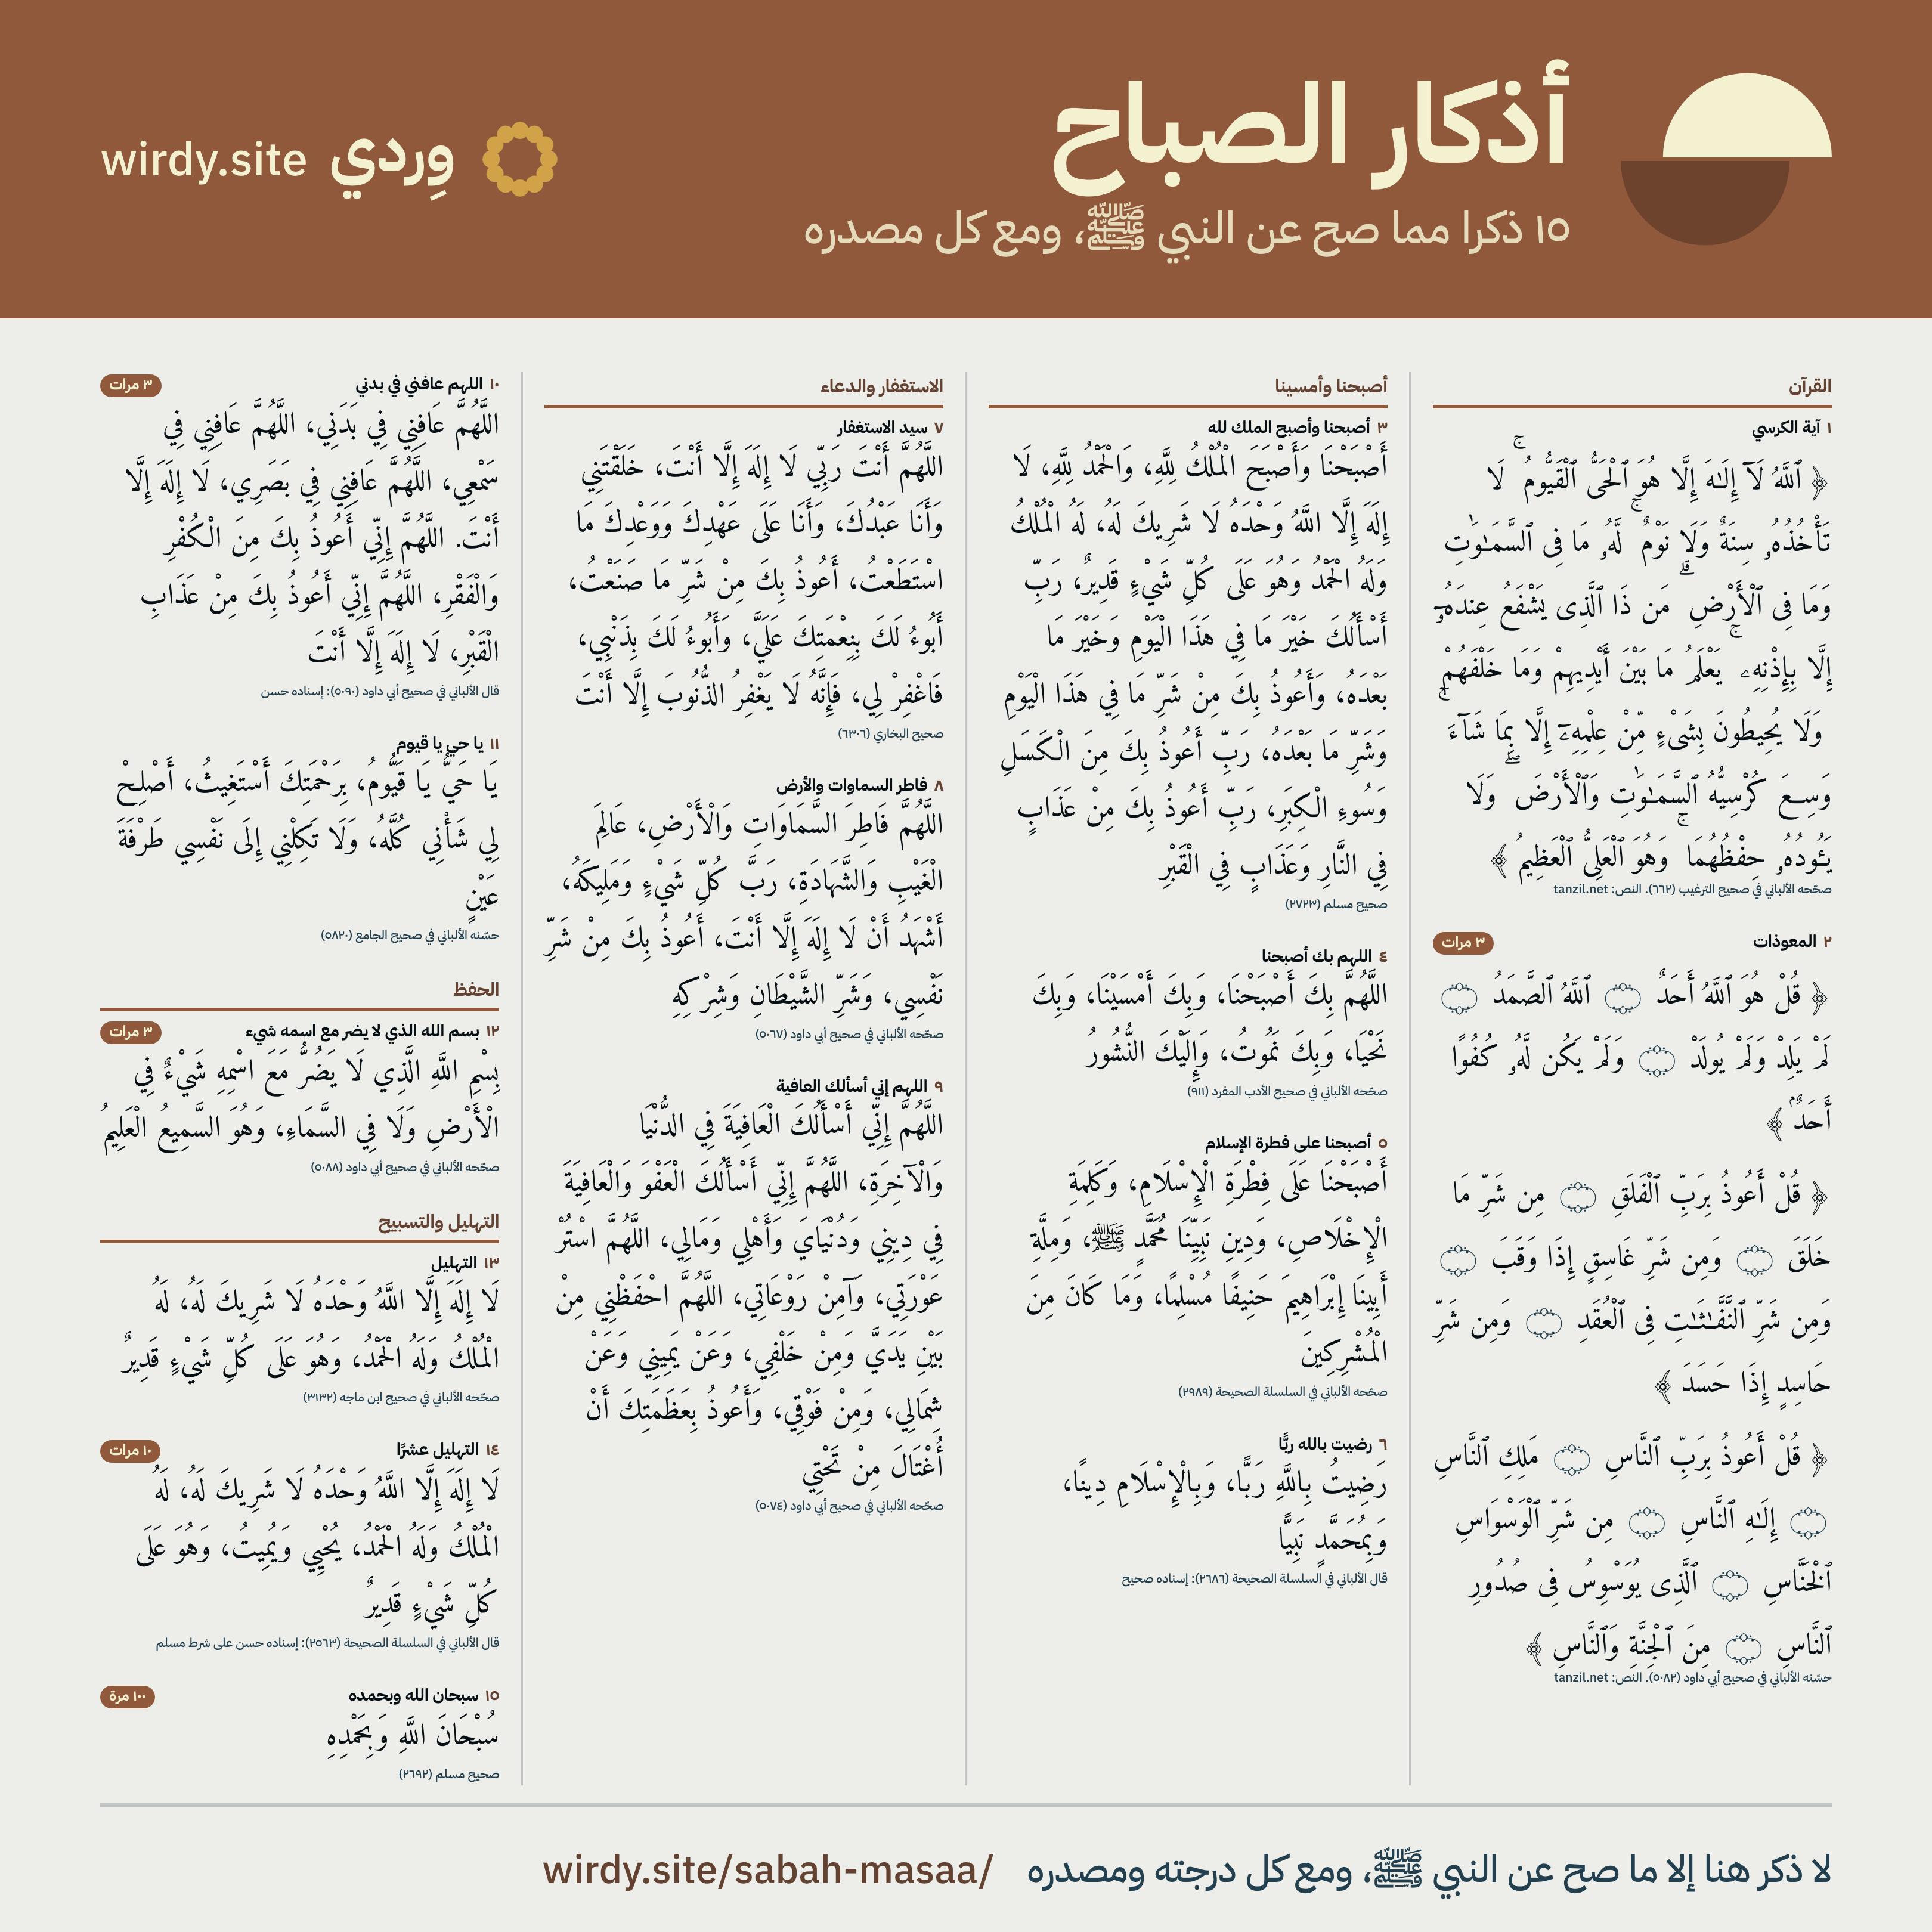 أذكار الصباح
١٥ ذكرا مما صح عن النبي ﷺ، ومع كل مصدره
وِردي wirdy.site
القرآن
١ آية الكرسي
﴿ ٱللَّهُ لَآ إِلَـٰهَ إِلَّا هُوَ ٱلْحَىُّ ٱلْقَيُّومُ ۚ لَا
تَأْخُذُهُۥ سِنَةٌ وَلَا نَوْمٌ ۚ لَّهُۥ مَا فِى ٱلسَّمَـٰوَٰتِ
وَمَا فِى ٱلْأَرْضِ ۗ مَن ذَا ٱلَّذِى يَشْفَعُ عِندَهُۥٓ
إِلَّا بِإِذْنِهِۦ ۚ يَعْلَمُ مَا بَيْنَ أَيْدِيهِمْ وَمَا خَلْفَهُمْ ۖ
وَلَا يُحِيطُونَ بِشَىْءٍ مِّنْ عِلْمِهِۦٓ إِلَّا بِمَا شَآءَ ۚ
وَسِعَ كُرْسِيُّهُ ٱلسَّمَـٰوَٰتِ وَٱلْأَرْضَ ۖ وَلَا
يَـُٔودُهُۥ حِفْظُهُمَا ۚ وَهُوَ ٱلْعَلِىُّ ٱلْعَظِيمُ ﴾
صحّحه الألباني في صحيح الترغيب (٦٦٢). النص: tanzil.net
٢ المعوذات
٣ مرات
﴿ قُلْ هُوَ ٱللَّهُ أَحَدٌ ۝ ٱللَّهُ ٱلصَّمَدُ ۝
لَمْ يَلِدْ وَلَمْ يُولَدْ ۝ وَلَمْ يَكُن لَّهُۥ كُفُوًا
أَحَدٌۢ ﴾
﴿ قُلْ أَعُوذُ بِرَبِّ ٱلْفَلَقِ ۝ مِن شَرِّ مَا
خَلَقَ ۝ وَمِن شَرِّ غَاسِقٍ إِذَا وَقَبَ ۝
وَمِن شَرِّ ٱلنَّفَّـٰثَـٰتِ فِى ٱلْعُقَدِ ۝ وَمِن شَرِّ
حَاسِدٍ إِذَا حَسَدَ ﴾
﴿ قُلْ أَعُوذُ بِرَبِّ ٱلنَّاسِ ۝ مَلِكِ ٱلنَّاسِ
۝ إِلَـٰهِ ٱلنَّاسِ ۝ مِن شَرِّ ٱلْوَسْوَاسِ
ٱلْخَنَّاسِ ۝ ٱلَّذِى يُوَسْوِسُ فِى صُدُورِ
ٱلنَّاسِ ۝ مِنَ ٱلْجِنَّةِ وَٱلنَّاسِ ﴾
حسّنه الألباني في صحيح أبي داود (٥٠٨٢). النص: tanzil.net
أصبحنا وأمسينا
٣ أصبحنا وأصبح الملك لله
أَصْبَحْنَا وَأَصْبَحَ الْمُلْكُ لِلَّهِ، وَالْحَمْدُ لِلَّهِ، لَا
إِلَهَ إِلَّا اللَّهُ وَحْدَهُ لَا شَرِيكَ لَهُ، لَهُ الْمُلْكُ
وَلَهُ الْحَمْدُ وَهُوَ عَلَى كُلِّ شَيْءٍ قَدِيرٌ، رَبِّ
أَسْأَلُكَ خَيْرَ مَا فِي هَذَا الْيَوْمِ وَخَيْرَ مَا
بَعْدَهُ، وَأَعُوذُ بِكَ مِنْ شَرِّ مَا فِي هَذَا الْيَوْمِ
وَشَرِّ مَا بَعْدَهُ، رَبِّ أَعُوذُ بِكَ مِنَ الْكَسَلِ
وَسُوءِ الْكِبَرِ، رَبِّ أَعُوذُ بِكَ مِنْ عَذَابٍ
فِي النَّارِ وَعَذَابٍ فِي الْقَبْرِ
صحيح مسلم (٢٧٢٣)
٤ اللهم بك أصبحنا
اللَّهُمَّ بِكَ أَصْبَحْنَا، وَبِكَ أَمْسَيْنَا، وَبِكَ
نَحْيَا، وَبِكَ نَمُوتُ، وَإِلَيْكَ النُّشُورُ
صحّحه الألباني في صحيح الأدب المفرد (٩١١)
٥ أصبحنا على فطرة الإسلام
أَصْبَحْنَا عَلَى فِطْرَةِ الْإِسْلَامِ، وَكَلِمَةِ
الْإِخْلَاصِ، وَدِينِ نَبِيِّنَا مُحَمَّدٍ ﷺ، وَمِلَّةِ
أَبِينَا إِبْرَاهِيمَ حَنِيفًا مُسْلِمًا، وَمَا كَانَ مِنَ
الْمُشْرِكِينَ
صحّحه الألباني في السلسلة الصحيحة (٢٩٨٩)
٦ رضيت بالله ربًّا
رَضِيتُ بِاللَّهِ رَبًّا، وَبِالْإِسْلَامِ دِينًا،
وَبِمُحَمَّدٍ نَبِيًّا
قال الألباني في السلسلة الصحيحة (٢٦٨٦): إسناده صحيح
الاستغفار والدعاء
٧ سيد الاستغفار
اللَّهُمَّ أَنْتَ رَبِّي لَا إِلَهَ إِلَّا أَنْتَ، خَلَقْتَنِي
وَأَنَا عَبْدُكَ، وَأَنَا عَلَى عَهْدِكَ وَوَعْدِكَ مَا
اسْتَطَعْتُ، أَعُوذُ بِكَ مِنْ شَرِّ مَا صَنَعْتُ،
أَبُوءُ لَكَ بِنِعْمَتِكَ عَلَيَّ، وَأَبُوءُ لَكَ بِذَنْبِي،
فَاغْفِرْ لِي، فَإِنَّهُ لَا يَغْفِرُ الذُّنُوبَ إِلَّا أَنْتَ
صحيح البخاري (٦٣٠٦)
٨ فاطر السماوات والأرض
اللَّهُمَّ فَاطِرَ السَّمَاوَاتِ وَالْأَرْضِ، عَالِمَ
الْغَيْبِ وَالشَّهَادَةِ، رَبَّ كُلِّ شَيْءٍ وَمَلِيكَهُ،
أَشْهَدُ أَنْ لَا إِلَهَ إِلَّا أَنْتَ، أَعُوذُ بِكَ مِنْ شَرِّ
نَفْسِي، وَشَرِّ الشَّيْطَانِ وَشِرْكِهِ
صحّحه الألباني في صحيح أبي داود (٥٠٦٧)
٩ اللهم إني أسألك العافية
اللَّهُمَّ إِنِّي أَسْأَلُكَ الْعَافِيَةَ فِي الدُّنْيَا
وَالْآخِرَةِ، اللَّهُمَّ إِنِّي أَسْأَلُكَ الْعَفْوَ وَالْعَافِيَةَ
فِي دِينِي وَدُنْيَايَ وَأَهْلِي وَمَالِي، اللَّهُمَّ اسْتُرْ
عَوْرَتِي، وَآمِنْ رَوْعَاتِي، اللَّهُمَّ احْفَظْنِي مِنْ
بَيْنِ يَدَيَّ وَمِنْ خَلْفِي، وَعَنْ يَمِينِي وَعَنْ
شِمَالِي، وَمِنْ فَوْقِي، وَأَعُوذُ بِعَظَمَتِكَ أَنْ
أُغْتَالَ مِنْ تَحْتِي
صحّحه الألباني في صحيح أبي داود (٥٠٧٤)
١٠ اللهم عافني في بدني
٣ مرات
اللَّهُمَّ عَافِنِي فِي بَدَنِي، اللَّهُمَّ عَافِنِي فِي
سَمْعِي، اللَّهُمَّ عَافِنِي فِي بَصَرِي، لَا إِلَهَ إِلَّا
أَنْتَ. اللَّهُمَّ إِنِّي أَعُوذُ بِكَ مِنَ الْكُفْرِ
وَالْفَقْرِ، اللَّهُمَّ إِنِّي أَعُوذُ بِكَ مِنْ عَذَابِ
الْقَبْرِ، لَا إِلَهَ إِلَّا أَنْتَ
قال الألباني في صحيح أبي داود (٥٠٩٠): إسناده حسن
١١ يا حي يا قيوم
يَا حَيُّ يَا قَيُّومُ، بِرَحْمَتِكَ أَسْتَغِيثُ، أَصْلِحْ
لِي شَأْنِي كُلَّهُ، وَلَا تَكِلْنِي إِلَى نَفْسِي طَرْفَةَ
عَيْنٍ
حسّنه الألباني في صحيح الجامع (٥٨٢٠)
الحفظ
١٢ بسم الله الذي لا يضر مع اسمه شيء
٣ مرات
بِسْمِ اللَّهِ الَّذِي لَا يَضُرُّ مَعَ اسْمِهِ شَيْءٌ فِي
الْأَرْضِ وَلَا فِي السَّمَاءِ، وَهُوَ السَّمِيعُ الْعَلِيمُ
صحّحه الألباني في صحيح أبي داود (٥٠٨٨)
التهليل والتسبيح
١٣ التهليل
لَا إِلَهَ إِلَّا اللَّهُ وَحْدَهُ لَا شَرِيكَ لَهُ، لَهُ
الْمُلْكُ وَلَهُ الْحَمْدُ، وَهُوَ عَلَى كُلِّ شَيْءٍ قَدِيرٌ
صحّحه الألباني في صحيح ابن ماجه (٣١٣٢)
١٤ التهليل عشرًا
١٠ مرات
لَا إِلَهَ إِلَّا اللَّهُ وَحْدَهُ لَا شَرِيكَ لَهُ، لَهُ
الْمُلْكُ وَلَهُ الْحَمْدُ، يُحْيِي وَيُمِيتُ، وَهُوَ عَلَى
كُلِّ شَيْءٍ قَدِيرٌ
قال الألباني في السلسلة الصحيحة (٢٥٦٣): إسناده حسن على شرط مسلم
١٥ سبحان الله وبحمده
١٠٠ مرة
سُبْحَانَ اللَّهِ وَبِحَمْدِهِ
صحيح مسلم (٢٦٩٢)
لا ذكر هنا إلا ما صح عن النبي ﷺ، ومع كل درجته ومصدره
wirdy.site/sabah-masaa/